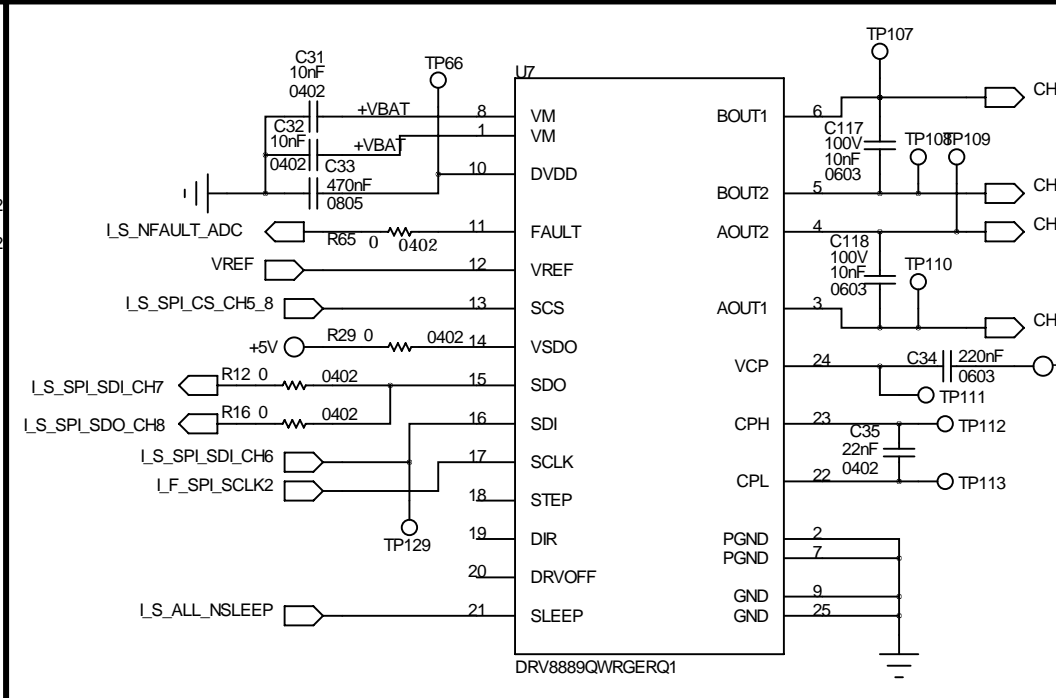 TP107
C31
10nF
0402
TP66
U7
CH
+VBAT
8
VM
BOUT1
6
C32
10nF
0402
+VBAT
1
VM
C117
100V
10nF
0603
TP108
TP109
C33
470nF
0805
10
DVDD
BOUT2
5
CH
I_S_NFAULT_ADC
R65 0 0402
11
FAULT
AOUT2
4
CH
VREF
12
VREF
C118
100V
10nF
0603
TP110
I_S_SPI_CS_CH5_8
13
SCS
AOUT1
3
CH
+5V
R29 0 0402
14
VSDO
VCP
24
C34
220nF
0603
I_S_SPI_SDI_CH7
R12 0 0402
15
SDO
TP111
I_S_SPI_SDO_CH8
R16 0 0402
16
SDI
CPH
23
TP112
C35
22nF
0402
I_S_SPI_SDI_CH6
17
SCLK
CPL
22
TP113
I_F_SPI_SCLK2
18
STEP
TP129
19
DIR
PGND
2
PGND
7
20
DRVOFF
GND
9
I_S_ALL_NSLEEP
21
SLEEP
GND
25
DRV8889QWRGERQ1